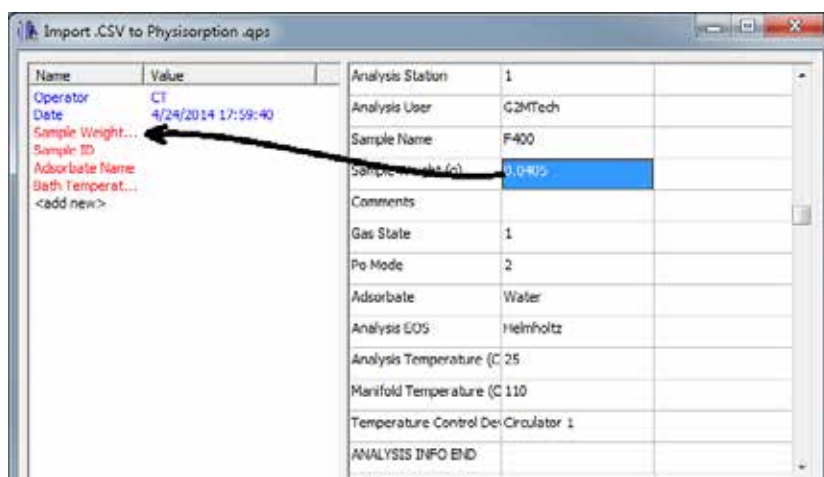 Import .CSV to Physisorption .qps
Name Value
Operator CT
Date 4/24/2014 17:59:40
Sample Weight...
Sample ID
Adsorbate Name
Bath Temperat...
<add new>
Analysis Station 1
Analysis User G2MTech
Sample Name F400
Sample Weight (g) 0.0405
Comments
Gas State 1
Po Mode 2
Adsorbate Water
Analysis EOS Helmholtz
Analysis Temperature (C 25
Manifold Temperature (C 110
Temperature Control De Circulator 1
ANALYSIS INFO END